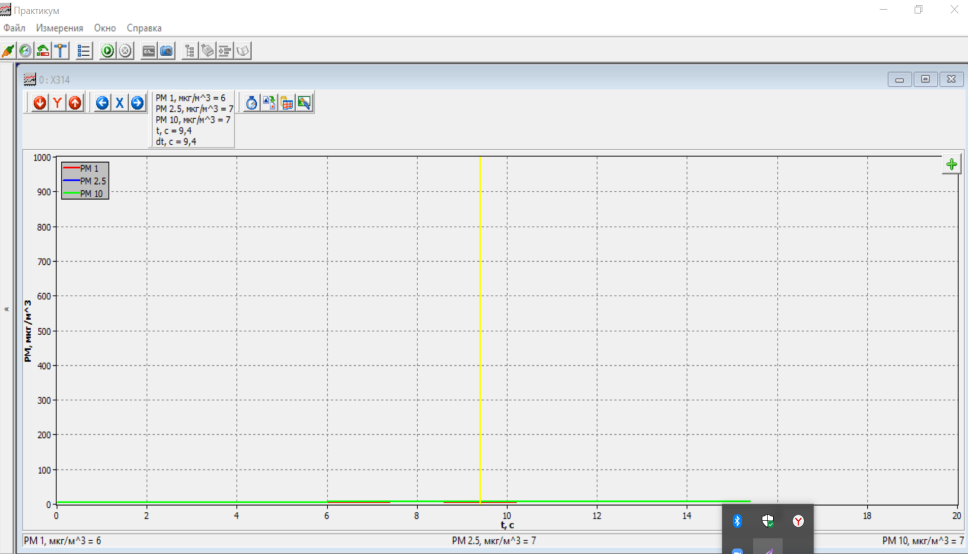 Практикум
Файл Измерения Окно Справка
0 : X314
Y X
PM 1, мкг/м^3 = 6
PM 2.5, мкг/м^3 = 7
PM 10, мкг/м^3 = 7
t, c = 9,4
dt, c = 9,4
PM 1
PM 2.5
PM 10
1000
900
800
700
600
500
400
300
200
100
0
PM, мкг/м^3
0 2 4 6 8 10 12 14 18 20
t, c
PM 1, мкг/м^3 = 6 PM 2.5, мкг/м^3 = 7 PM 10, мкг/м^3 = 7